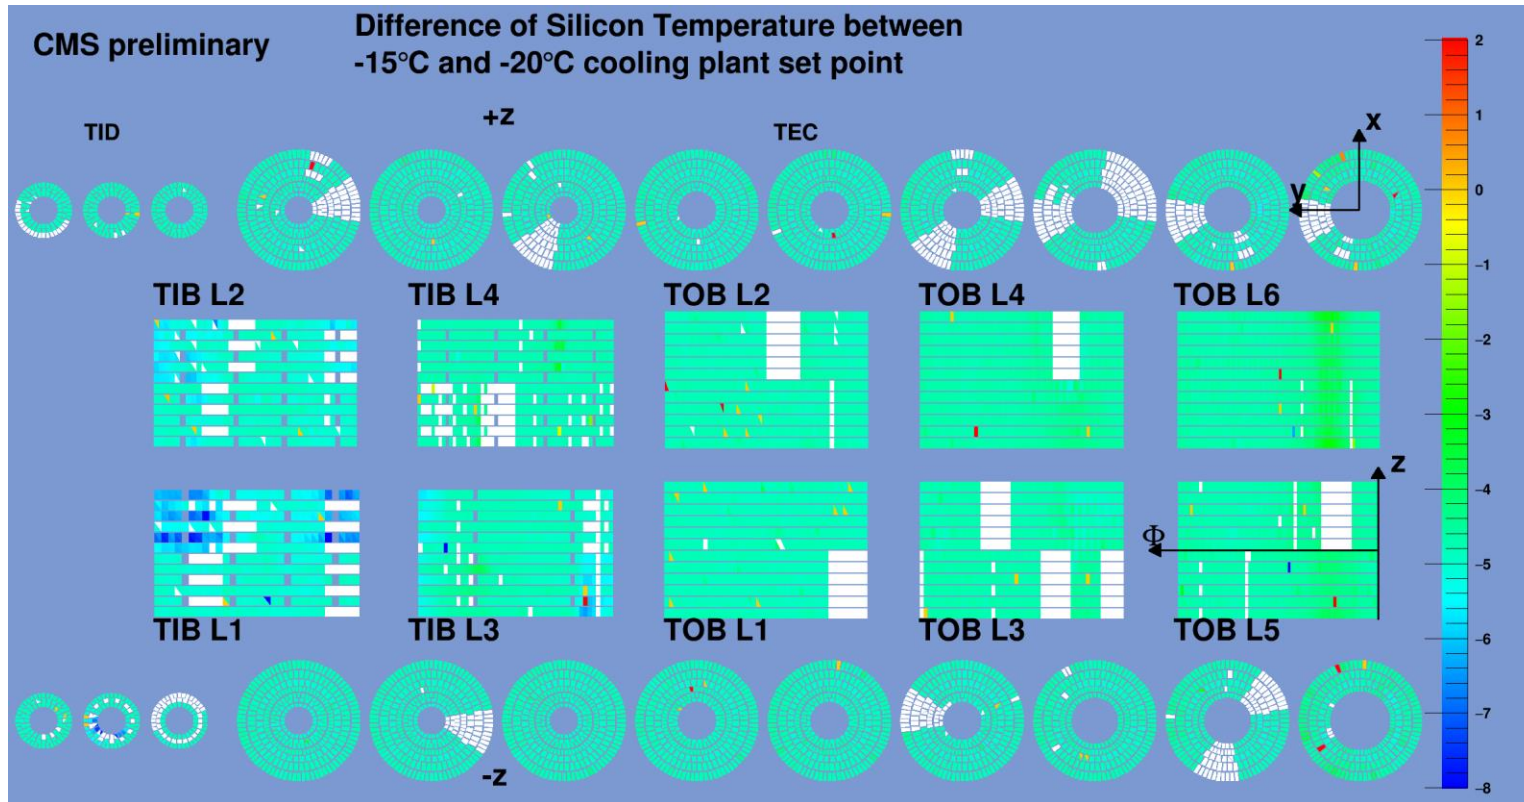 CMS preliminary
Difference of Silicon Temperature between
-15°C and -20°C cooling plant set point
TID
+z
TEC
x
y
TIB L2
TIB L4
TOB L2
TOB L4
TOB L6
z
Φ
TIB L1
TIB L3
TOB L1
TOB L3
TOB L5
-z
2
1
0
−1
−2
−3
−4
−5
−6
−7
−8